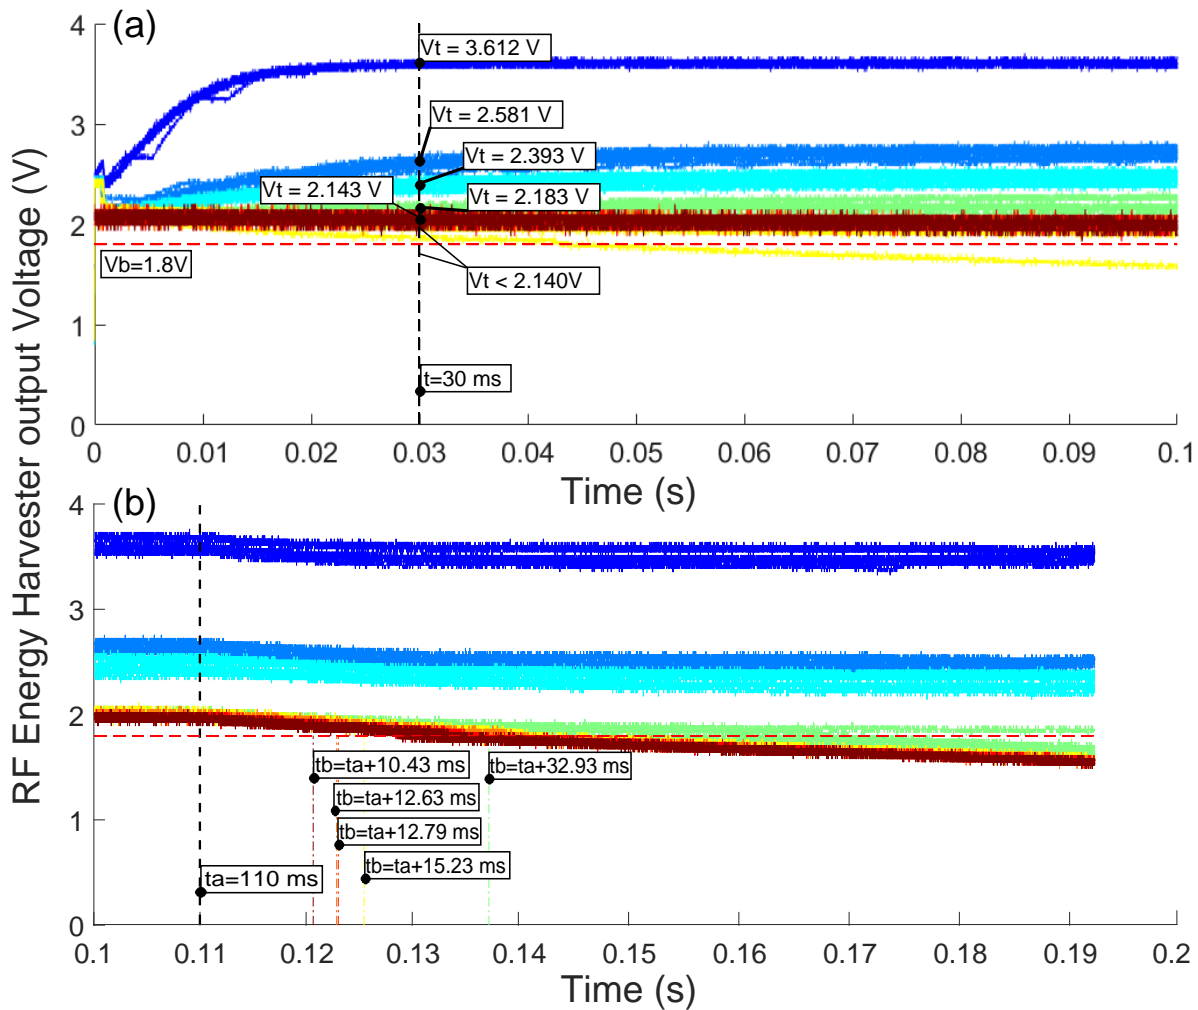 RF Energy Harvester output Voltage (V)
(a)
4
3
2
1
0
Vt = 3.612 V
Vt = 2.581 V
Vt = 2.393 V
Vt = 2.143 V
Vt = 2.183 V
Vb=1.8V
Vt < 2.140V
t=30 ms
0 0.01 0.02 0.03 0.04 0.05 0.06 0.07 0.08 0.09 0.1
Time (s)
(b)
4
3
2
1
0
tb=ta+10.43 ms
tb=ta+32.93 ms
tb=ta+12.63 ms
tb=ta+12.79 ms
tb=ta+15.23 ms
ta=110 ms
0.1 0.11 0.12 0.13 0.14 0.15 0.16 0.17 0.18 0.19 0.2
Time (s)